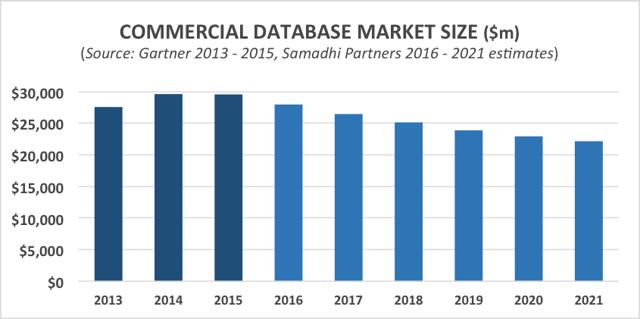 COMMERCIAL DATABASE MARKET SIZE ($m)
(Source: Gartner 2013 - 2015, Samadhi Partners 2016 - 2021 estimates)
$30,000
$25,000
$20,000
$15,000
$10,000
$5,000
$0
2013 2014 2015 2016 2017 2018 2019 2020 2021